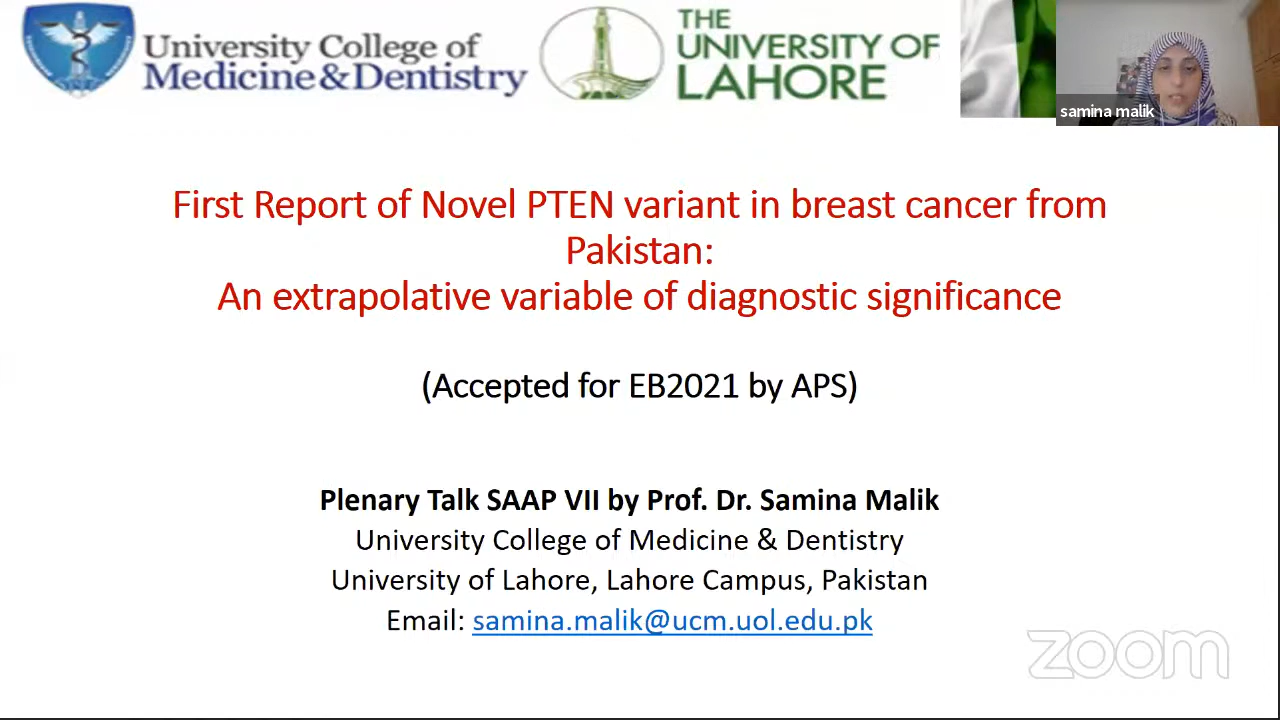 University College of
Medicine & Dentistry
THE
UNIVERSITY OF
LAHORE
samina malik
First Report of Novel PTEN variant in breast cancer from
Pakistan:
An extrapolative variable of diagnostic significance
(Accepted for EB2021 by APS)
Plenary Talk SAAP VII by Prof. Dr. Samina Malik
University College of Medicine & Dentistry
University of Lahore, Lahore Campus, Pakistan
Email: samina.malik@ucm.uol.edu.pk
zoom